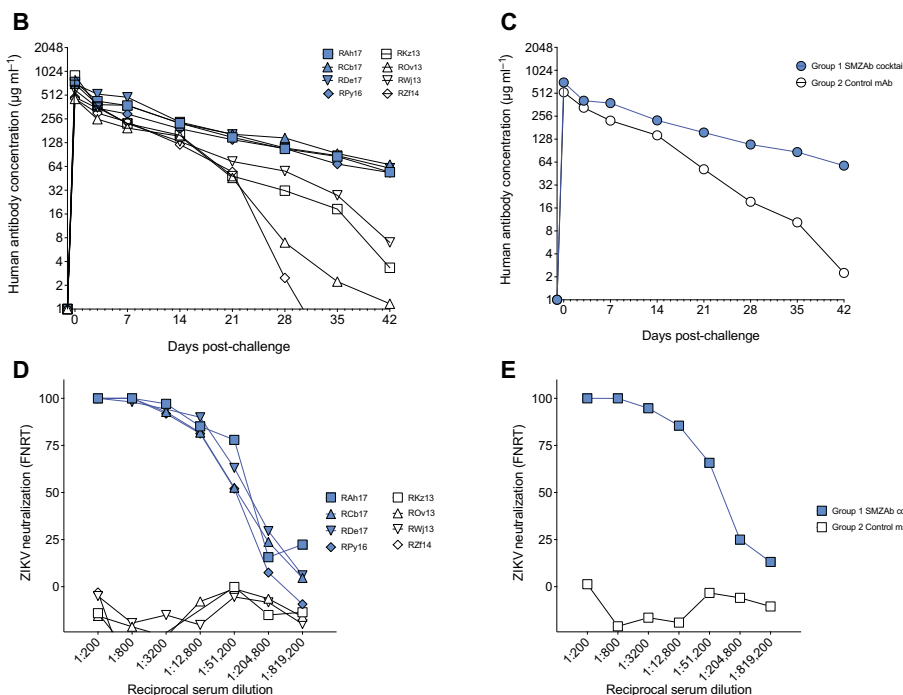 B
2048
1024
512
256
128
64
32
16
8
4
2
1
0
7
14
21
28
35
42
Human antibody concentration (µg ml⁻¹)
Days post-challenge
RAh17
RCb17
RDe17
RPy16
RKz13
ROv13
RWj13
RZf14
C
2048
1024
512
256
128
64
32
16
8
4
2
1
0
7
14
21
28
35
42
Human antibody concentration (µg ml⁻¹)
Days post-challenge
Group 1 SMZAb cocktail
Group 2 Control mAb
D
100
75
50
25
0
ZIKV neutralization (FNRT)
1:200
1:800
1:3200
1:12,800
1:51,200
1:204,800
1:819,200
Reciprocal serum dilution
RAh17
RCb17
RDe17
RPy16
RKz13
ROv13
RWj13
RZf14
E
100
75
50
25
0
ZIKV neutralization (FNRT)
1:200
1:800
1:3200
1:12,800
1:51,200
1:204,800
1:819,200
Reciprocal serum dilution
Group 1 SMZAb
Group 2 Control